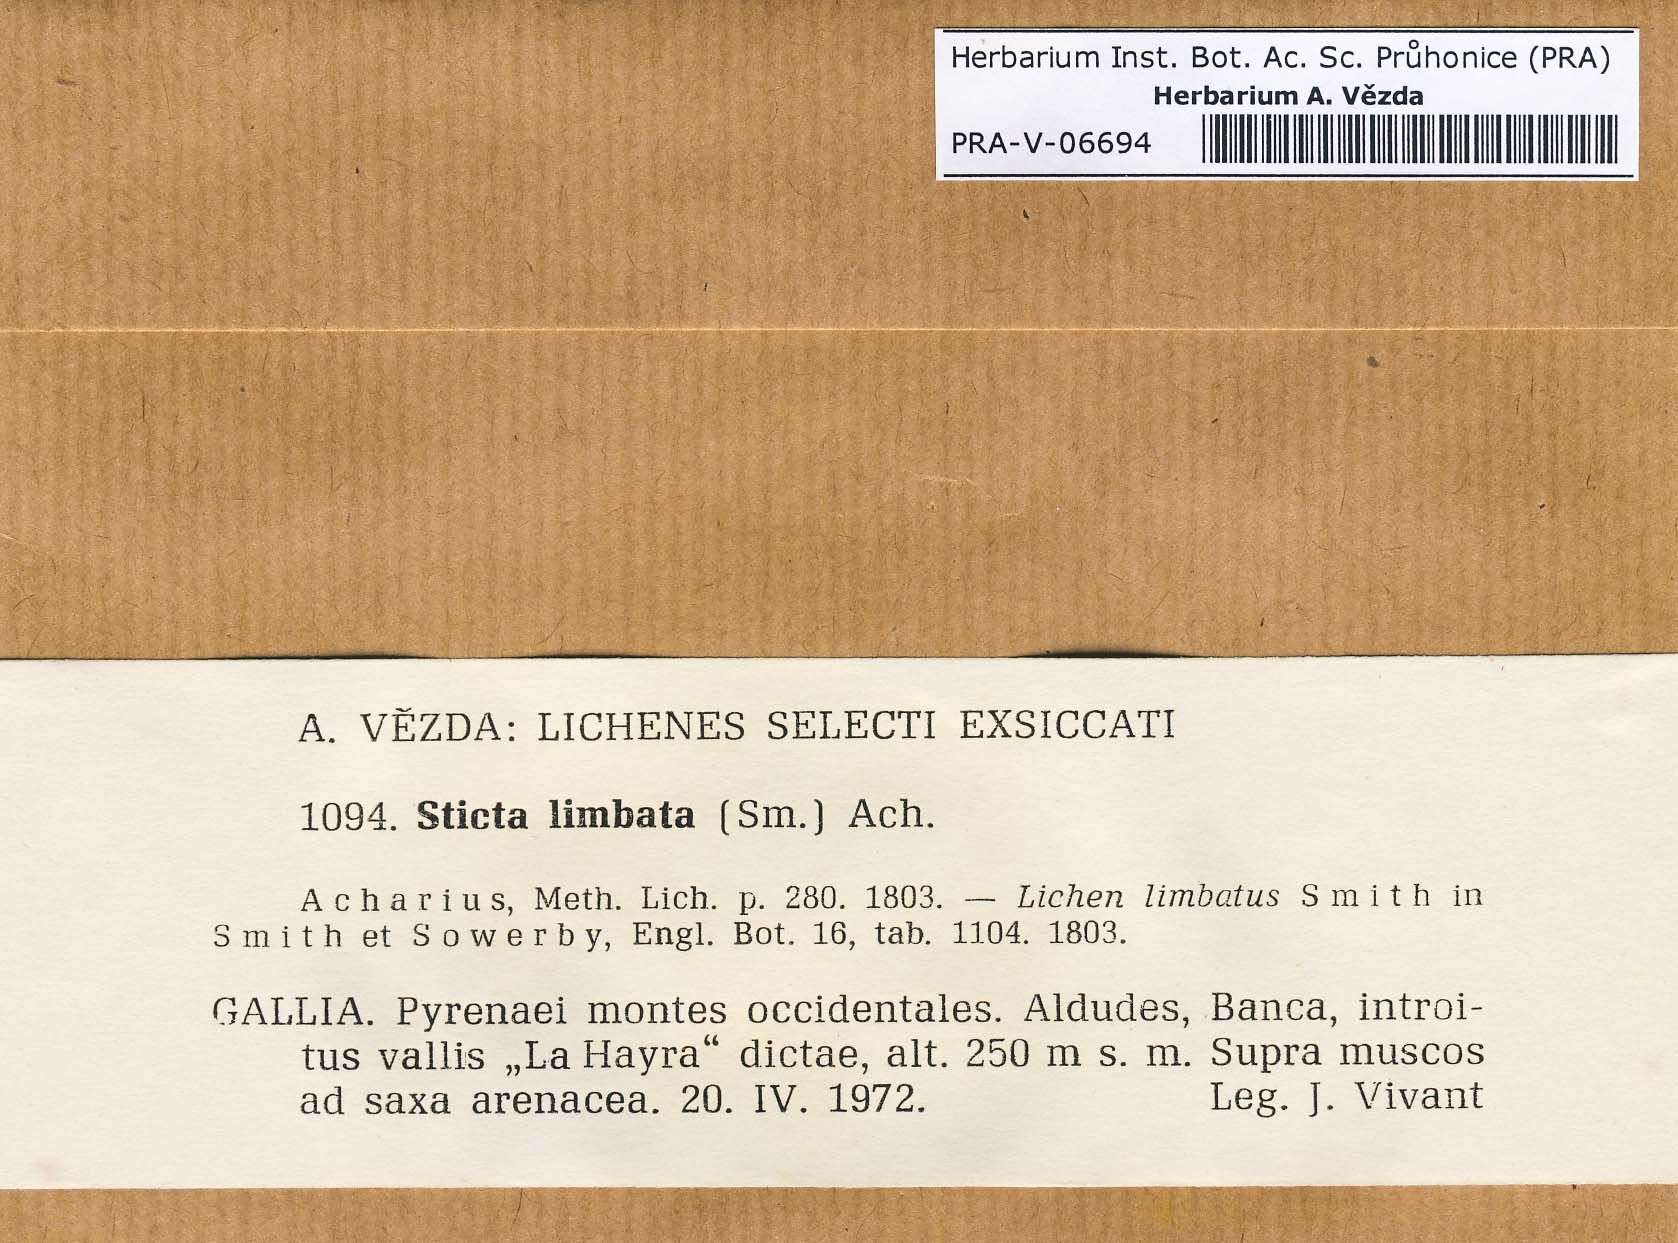 Herbarium Inst. Bot. Ac. Sc. Průhonice (PRA)
Herbarium A. Vězda
PRA-V-06694
A. VĚZDA: LICHENES SELECTI EXSICCATI
1094. Sticta limbata (Sm.) Ach.
Acharius, Meth. Lich. p. 280. 1803. — Lichen limbatus Smith in
Smith et Sowerby, Engl. Bot. 16, tab. 1104. 1803.
GALLIA. Pyrenaei montes occidentales. Aldudes, Banca, introi-
tus vallis „La Hayra“ dictae, alt. 250 m s. m. Supra muscos
ad saxa arenacea. 20. IV. 1972. Leg. J. Vivant